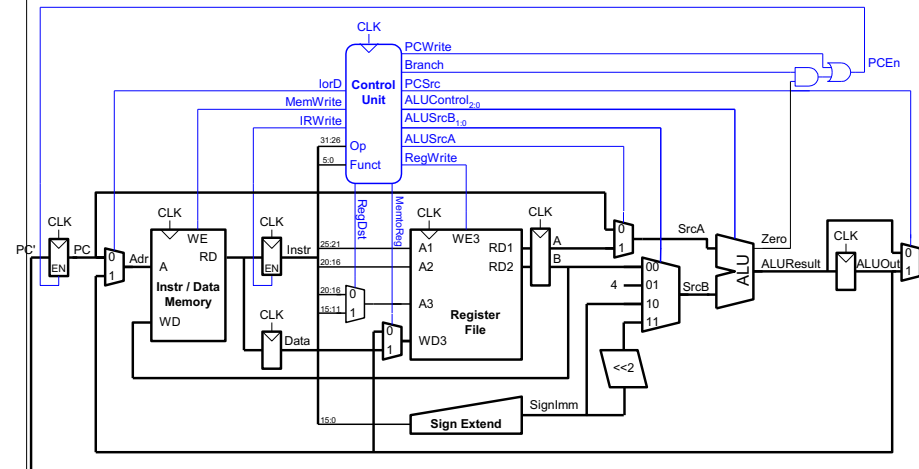 CLK
PCWrite
Branch
PCEn
IorD
Control
Unit
PCSrc
MemWrite
ALUControl2:0
IRWrite
ALUSrcB1:0
31:26
Op
ALUSrcA
5:0
Funct
RegWrite
RegDst
MemtoReg
CLK
CLK
CLK
CLK
CLK
CLK
PC'
PC
EN
0
1
Adr
A
WE
RD
Instr / Data
Memory
WD
EN
Instr
Data
25:21
20:16
20:16
15:11
0
1
0
1
A1
A2
A3
WD3
WE3
RD1
RD2
Register
File
A
B
0
1
SrcA
4
00
01
10
11
SrcB
ALU
Zero
ALUResult
ALUOut
0
1
<<2
SignImm
15:0
Sign Extend